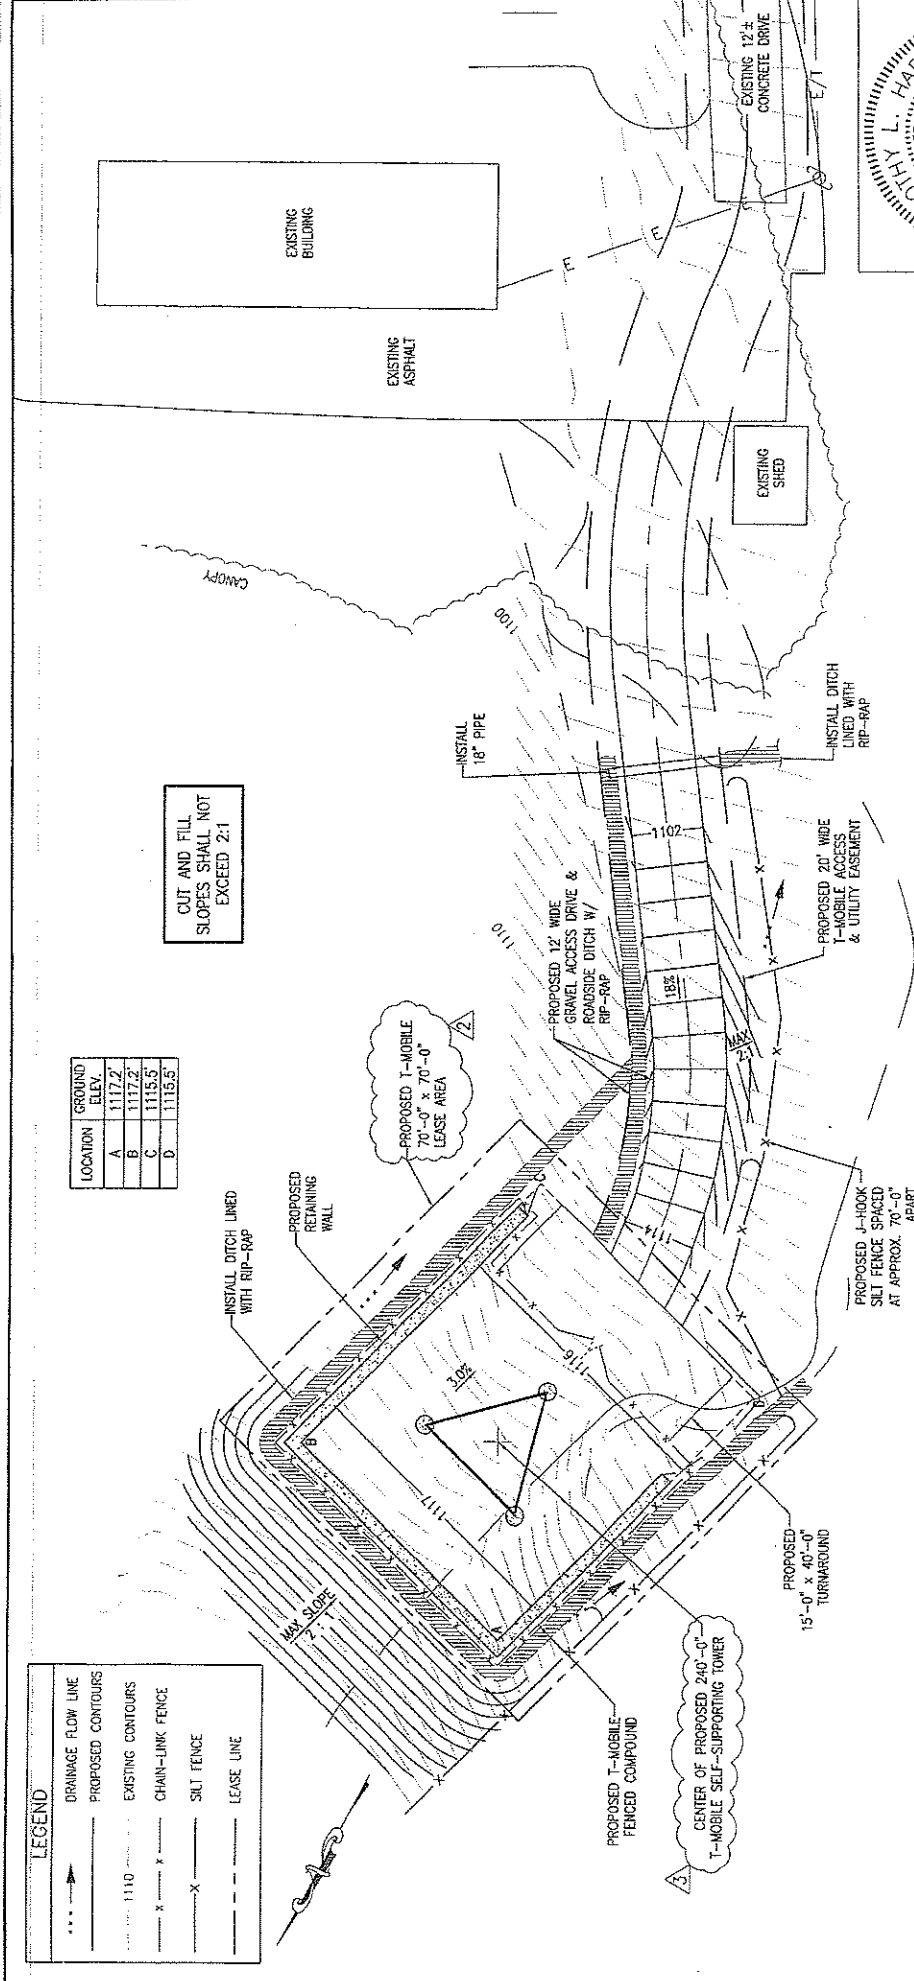 LEGEND
DRAINAGE FLOW LINE
PROPOSED CONTOURS
1110
EXISTING CONTOURS
X X
CHAIN-LINK FENCE
X
SILT FENCE
LEASE LINE
LOCATION GROUND ELEV.
A 1117.2'
B 1117.2'
C 1115.5'
D 1115.5'
CUT AND FILL
SLOPES SHALL NOT
EXCEED 2:1
INSTALL DITCH LINED
WITH RIP-RAP
PROPOSED
RETAINING
WALL
PROPOSED T-MOBILE
70'-0" x 70'-0"
LEASE AREA
2
MAX SLOPE
2 : 1
B
A
C
D
1117
3.0%
1116
1114
PROPOSED T-MOBILE
FENCED COMPOUND
CENTER OF PROPOSED 240'-0"
T-MOBILE SELF-SUPPORTING TOWER
3
PROPOSED
15'-0" x 40'-0"
TURNAROUND
PROPOSED 12' WIDE
GRAVEL ACCESS DRIVE &
ROADSIDE DITCH W/
RIP-RAP
1110
1100
INSTALL
18" PIPE
1102
18%
MAX
2:1
PROPOSED J-HOOK
SILT FENCE SPACED
AT APPROX. 70'-0"
APART
PROPOSED 20' WIDE
T-MOBILE ACCESS
& UTILITY EASEMENT
INSTALL DITCH
LINED WITH
RIP-RAP
CANOPY
EXISTING
BUILDING
EXISTING
ASPHALT
EXISTING
SHED
E
E
EXISTING 12'±
CONCRETE DRIVE
E/T
OTHY L. HAR